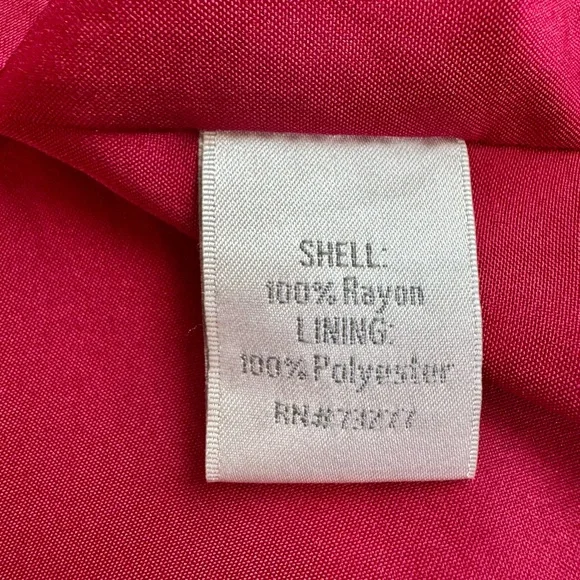 SHELL:
100% Rayon
LINING:
100% Polyester
RN#73277